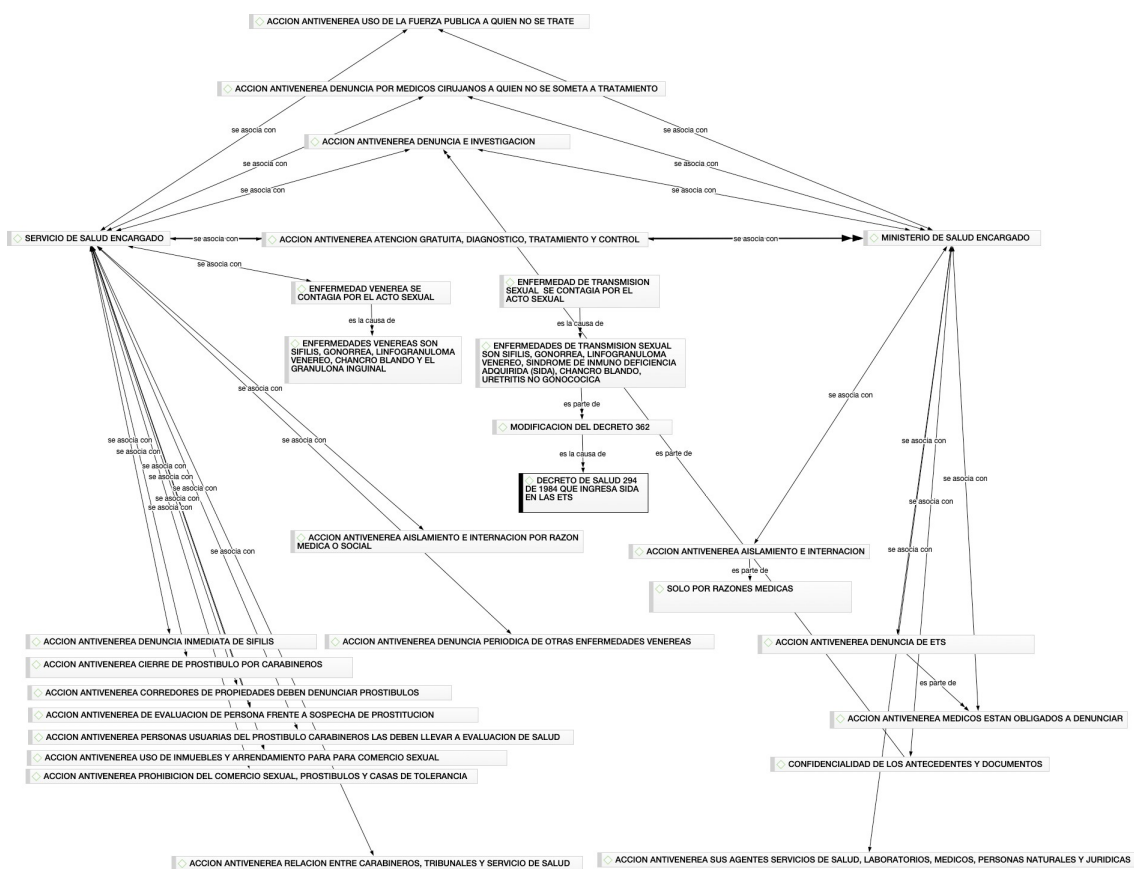 ACCION ANTIVENEREA USO DE LA FUERZA PUBLICA A QUIEN NO SE TRATE
ACCION ANTIVENEREA DENUNCIA POR MEDICOS CIRUJANOS A QUIEN NO SE SOMETA A TRATAMIENTO
se asocia con
se asocia con
ACCION ANTIVENEREA DENUNCIA E INVESTIGACION
se asocia con
se asocia con
se asocia con
se asocia con
SERVICIO DE SALUD ENCARGADO
se asocia con
ACCION ANTIVENEREA ATENCION GRATUITA, DIAGNOSTICO, TRATAMIENTO Y CONTROL
se asocia con
MINISTERIO DE SALUD ENCARGADO
se asocia con
ENFERMEDAD VENEREA SE
CONTAGIA POR EL ACTO SEXUAL
ENFERMEDAD DE TRANSMISION
SEXUAL SE CONTAGIA POR EL
ACTO SEXUAL
es la causa de
es la causa de
ENFERMEDADES VENEREAS SON
SIFILIS, GONORREA, LINFOGRANULOMA
VENEREO, CHANCRO BLANDO Y EL
GRANULONA INGUINAL
ENFERMEDADES DE TRANSMISION SEXUAL
SON SIFILIS, GONORREA, LINFOGRANULOMA
VENEREO, SINDROME DE INMUNO DEFICIENCIA
ADQUIRIDA (SIDA), CHANCRO BLANDO,
URETRITIS NO GONOCOCICA
se asocia con
se asocia con
es parte de
MODIFICACION DEL DECRETO 362
se asocia con
se asocia con
se asocia con
se asocia con
es la causa de
es parte de
se asocia con
se asocia con
DECRETO DE SALUD 294
DE 1984 QUE INGRESA SIDA
EN LAS ETS
se asocia con
se asocia con
se asocia con
se asocia con
ACCION ANTIVENEREA AISLAMIENTO E INTERNACION POR RAZON
MEDICA O SOCIAL
se asocia con
se asocia con
ACCION ANTIVENEREA AISLAMIENTO E INTERNACION
es parte de
SOLO POR RAZONES MEDICAS
ACCION ANTIVENEREA DENUNCIA INMEDIATA DE SIFILIS
ACCION ANTIVENEREA DENUNCIA PERIODICA DE OTRAS ENFERMEDADES VENEREAS
ACCION ANTIVENEREA DENUNCIA DE ETS
ACCION ANTIVENEREA CIERRE DE PROSTIBULO POR CARABINEROS
es parte de
ACCION ANTIVENEREA CORREDORES DE PROPIEDADES DEBEN DENUNCIAR PROSTIBULOS
ACCION ANTIVENEREA DE EVALUACION DE PERSONA FRENTE A SOSPECHA DE PROSTITUCION
ACCION ANTIVENEREA MEDICOS ESTAN OBLIGADOS A DENUNCIAR
ACCION ANTIVENEREA PERSONAS USUARIAS DEL PROSTIBULO CARABINEROS LAS DEBEN LLEVAR A EVALUACION DE SALUD
ACCION ANTIVENEREA USO DE INMUEBLES Y ARRENDAMIENTO PARA PARA COMERCIO SEXUAL
CONFIDENCIALIDAD DE LOS ANTECEDENTES Y DOCUMENTOS
ACCION ANTIVENEREA PROHIBICION DEL COMERCIO SEXUAL, PROSTIBULOS Y CASAS DE TOLERANCIA
ACCION ANTIVENEREA RELACION ENTRE CARABINEROS, TRIBUNALES Y SERVICIO DE SALUD
ACCION ANTIVENEREA SUS AGENTES SERVICIOS DE SALUD, LABORATORIOS, MEDICOS, PERSONAS NATURALES Y JURIDICAS